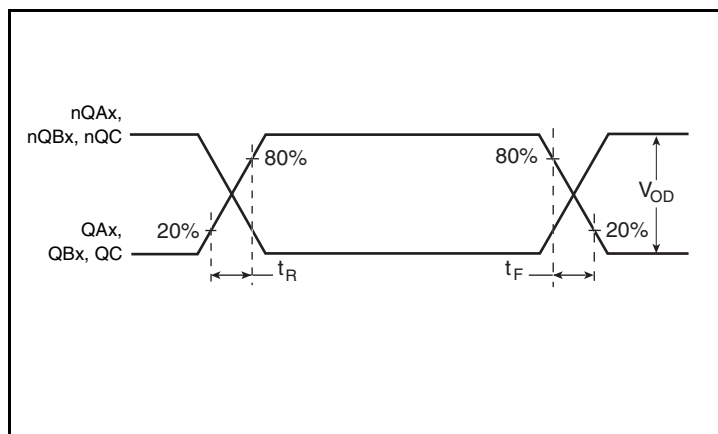 nQAx,
nQBx, nQC
80%
80%
VOD
QAx,
QBx, QC
20%
20%
tR
tF